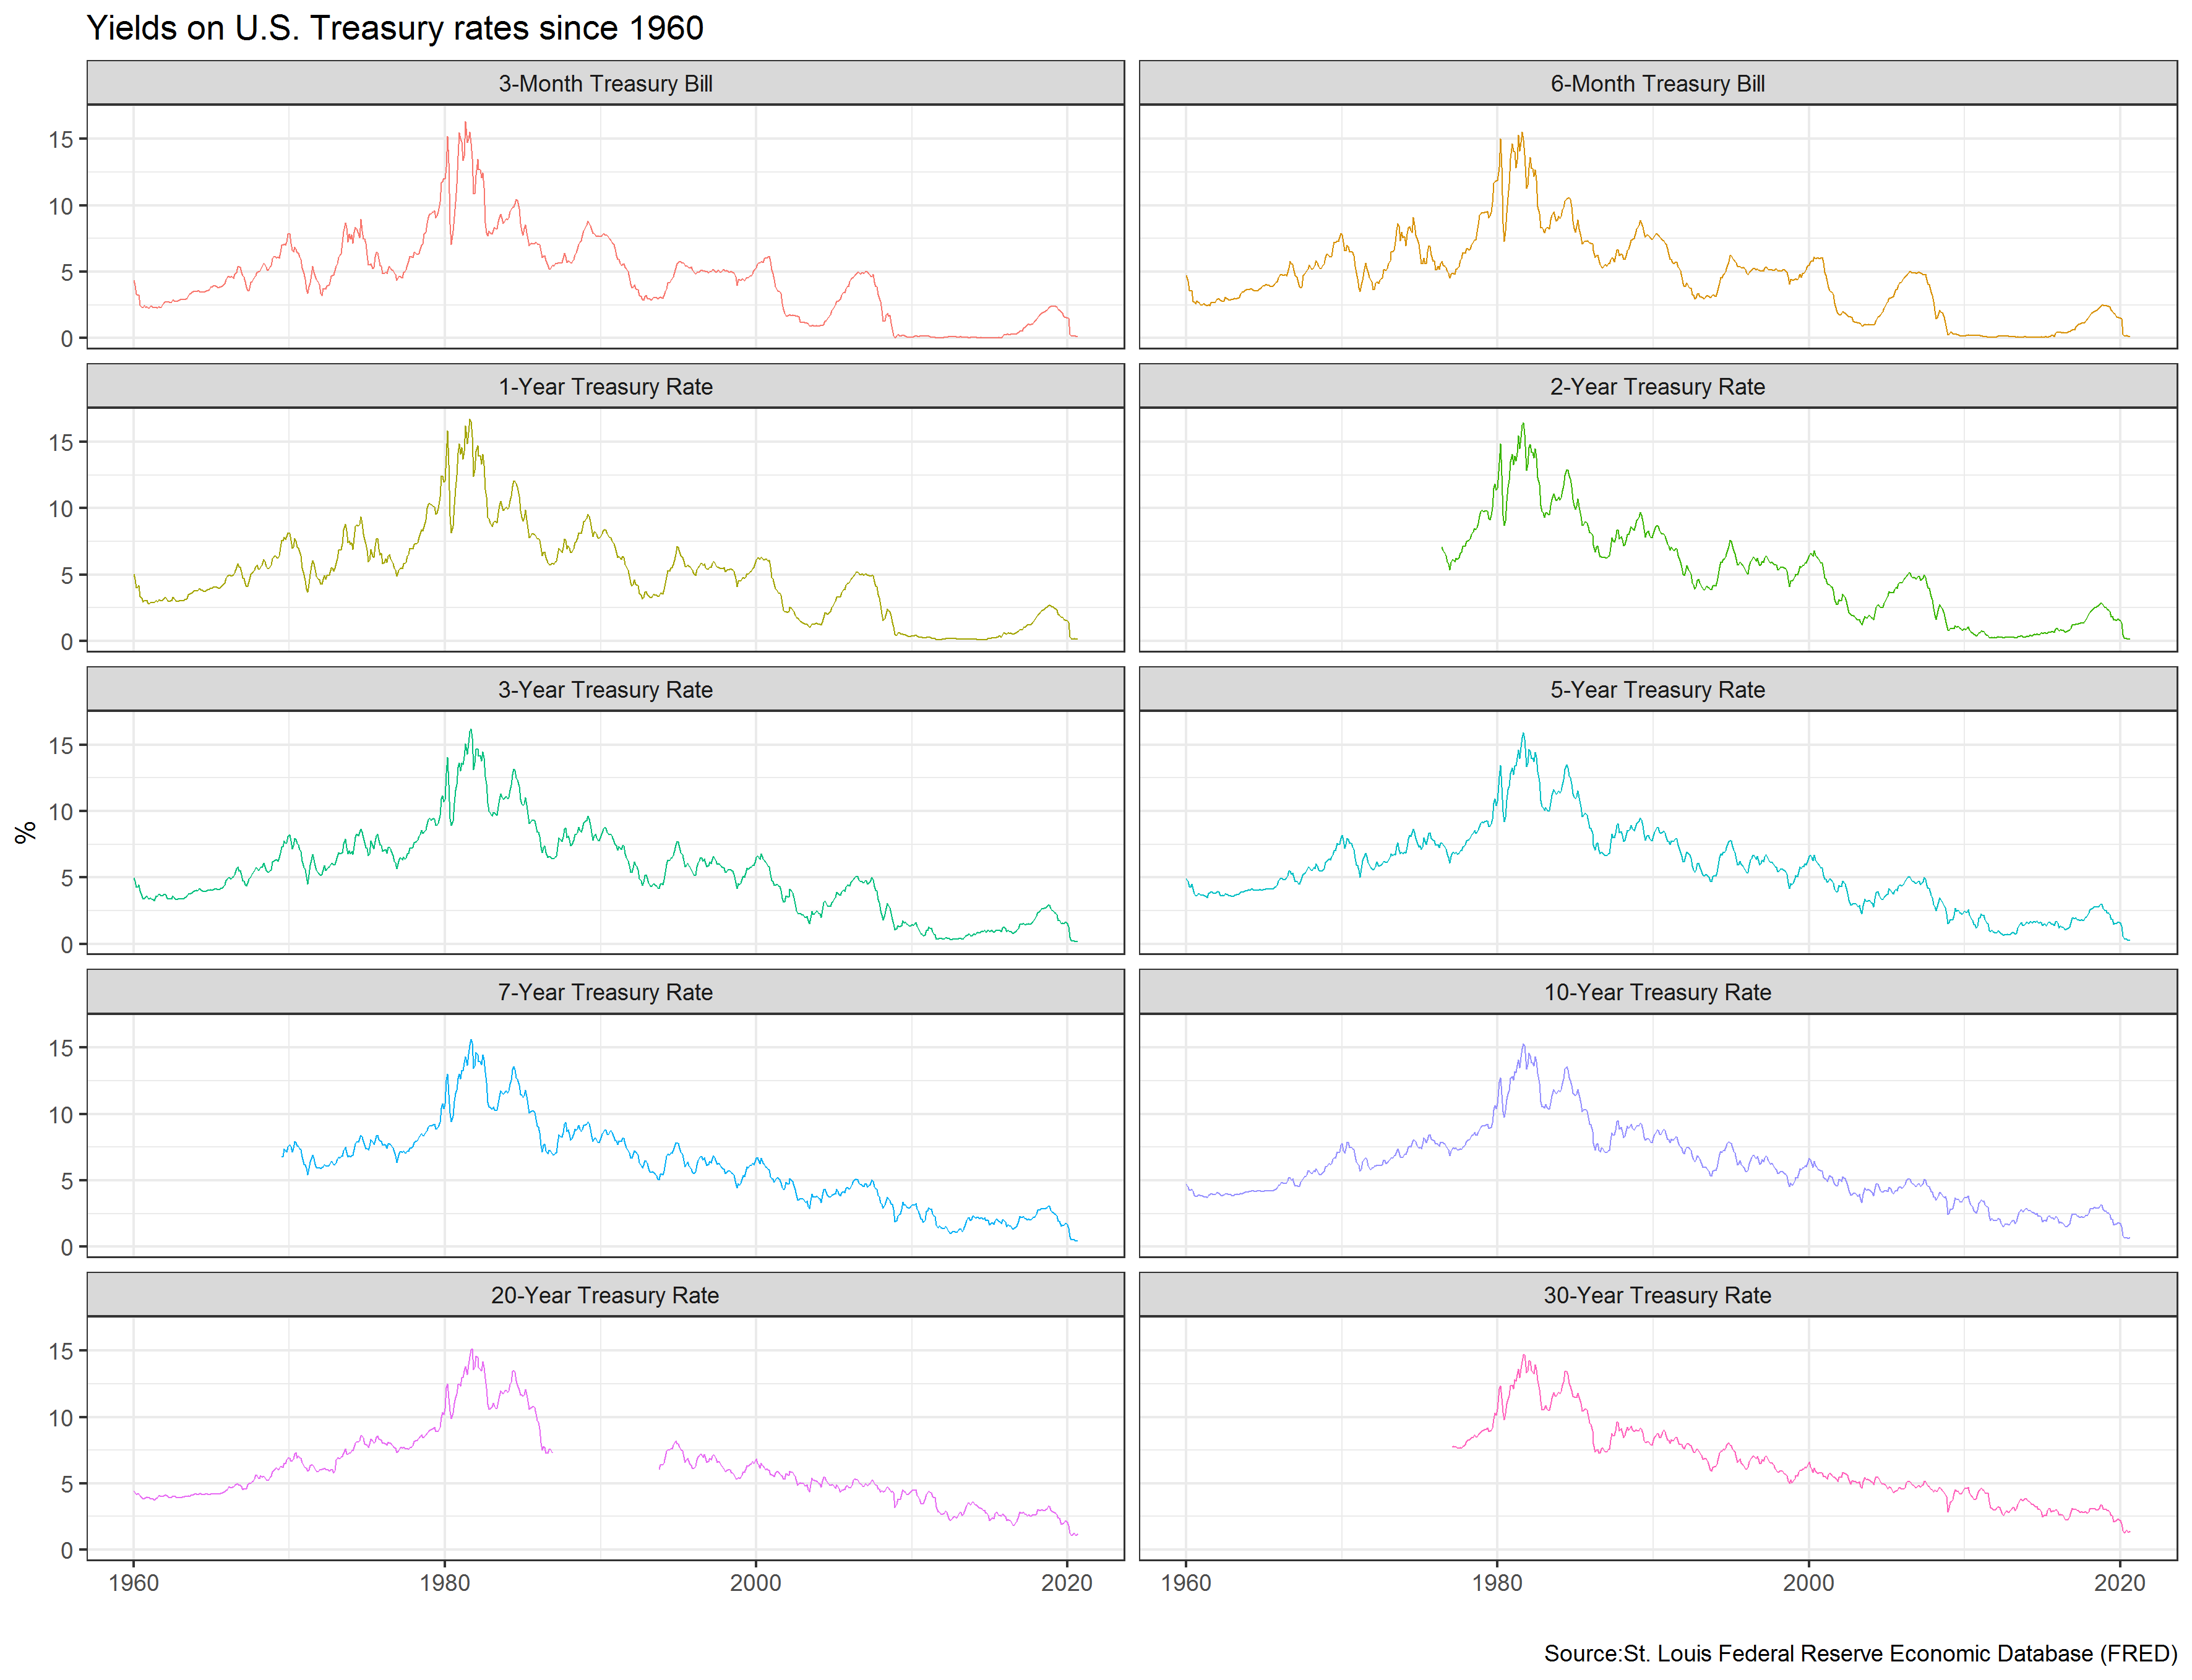 Yields on U.S. Treasury rates since 1960
3-Month Treasury Bill
6-Month Treasury Bill
15
10
5
0
1-Year Treasury Rate
2-Year Treasury Rate
15
10
5
0
3-Year Treasury Rate
5-Year Treasury Rate
15
10
5
0
%
7-Year Treasury Rate
10-Year Treasury Rate
15
10
5
0
20-Year Treasury Rate
30-Year Treasury Rate
15
10
5
0
1960 1980 2000 2020 1960 1980 2000 2020
Source:St. Louis Federal Reserve Economic Database (FRED)